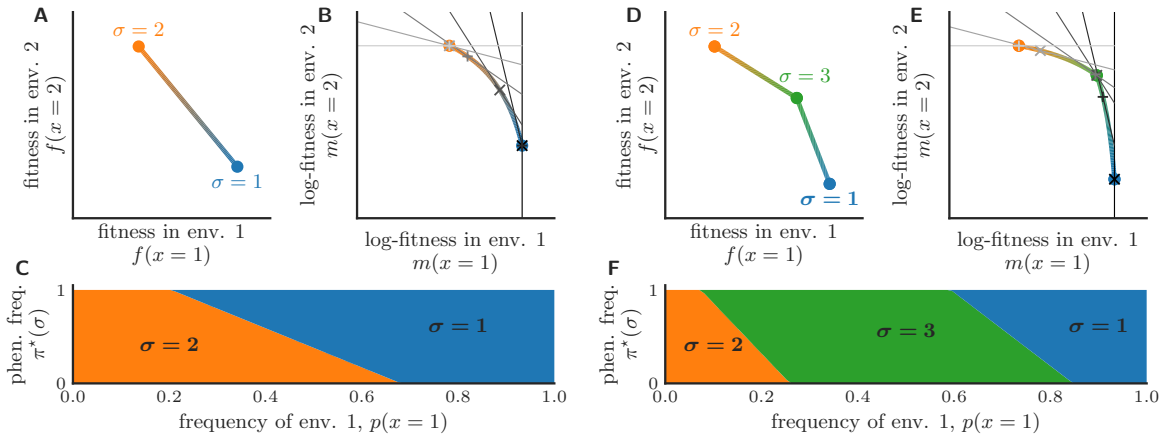 A
fitness in env. 2
f(x = 2)
σ = 2
σ = 1
fitness in env. 1
f(x = 1)
B
log-fitness in env. 2
m(x = 2)
log-fitness in env. 1
m(x = 1)
C
phen. freq.
π⋆(σ)
1
0
σ = 2
σ = 1
0.0 0.2 0.4 0.6 0.8 1.0
frequency of env. 1, p(x = 1)
D
fitness in env. 2
f(x = 2)
σ = 2
σ = 3
σ = 1
fitness in env. 1
f(x = 1)
E
log-fitness in env. 2
m(x = 2)
log-fitness in env. 1
m(x = 1)
F
phen. freq.
π⋆(σ)
1
0
σ = 2
σ = 3
σ = 1
0.0 0.2 0.4 0.6 0.8 1.0
frequency of env. 1, p(x = 1)